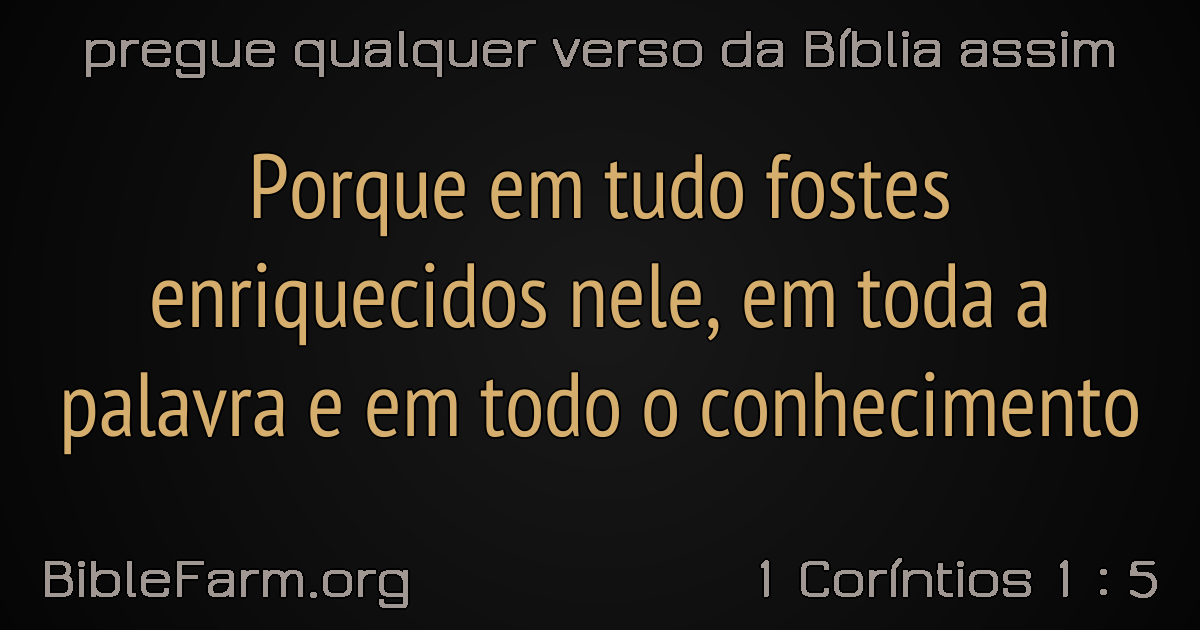 pregue qualquer verso da Bíblia assim
Porque em tudo fostes
enriquecidos nele, em toda a
palavra e em todo o conhecimento
BibleFarm.org
1 Coríntios 1 : 5